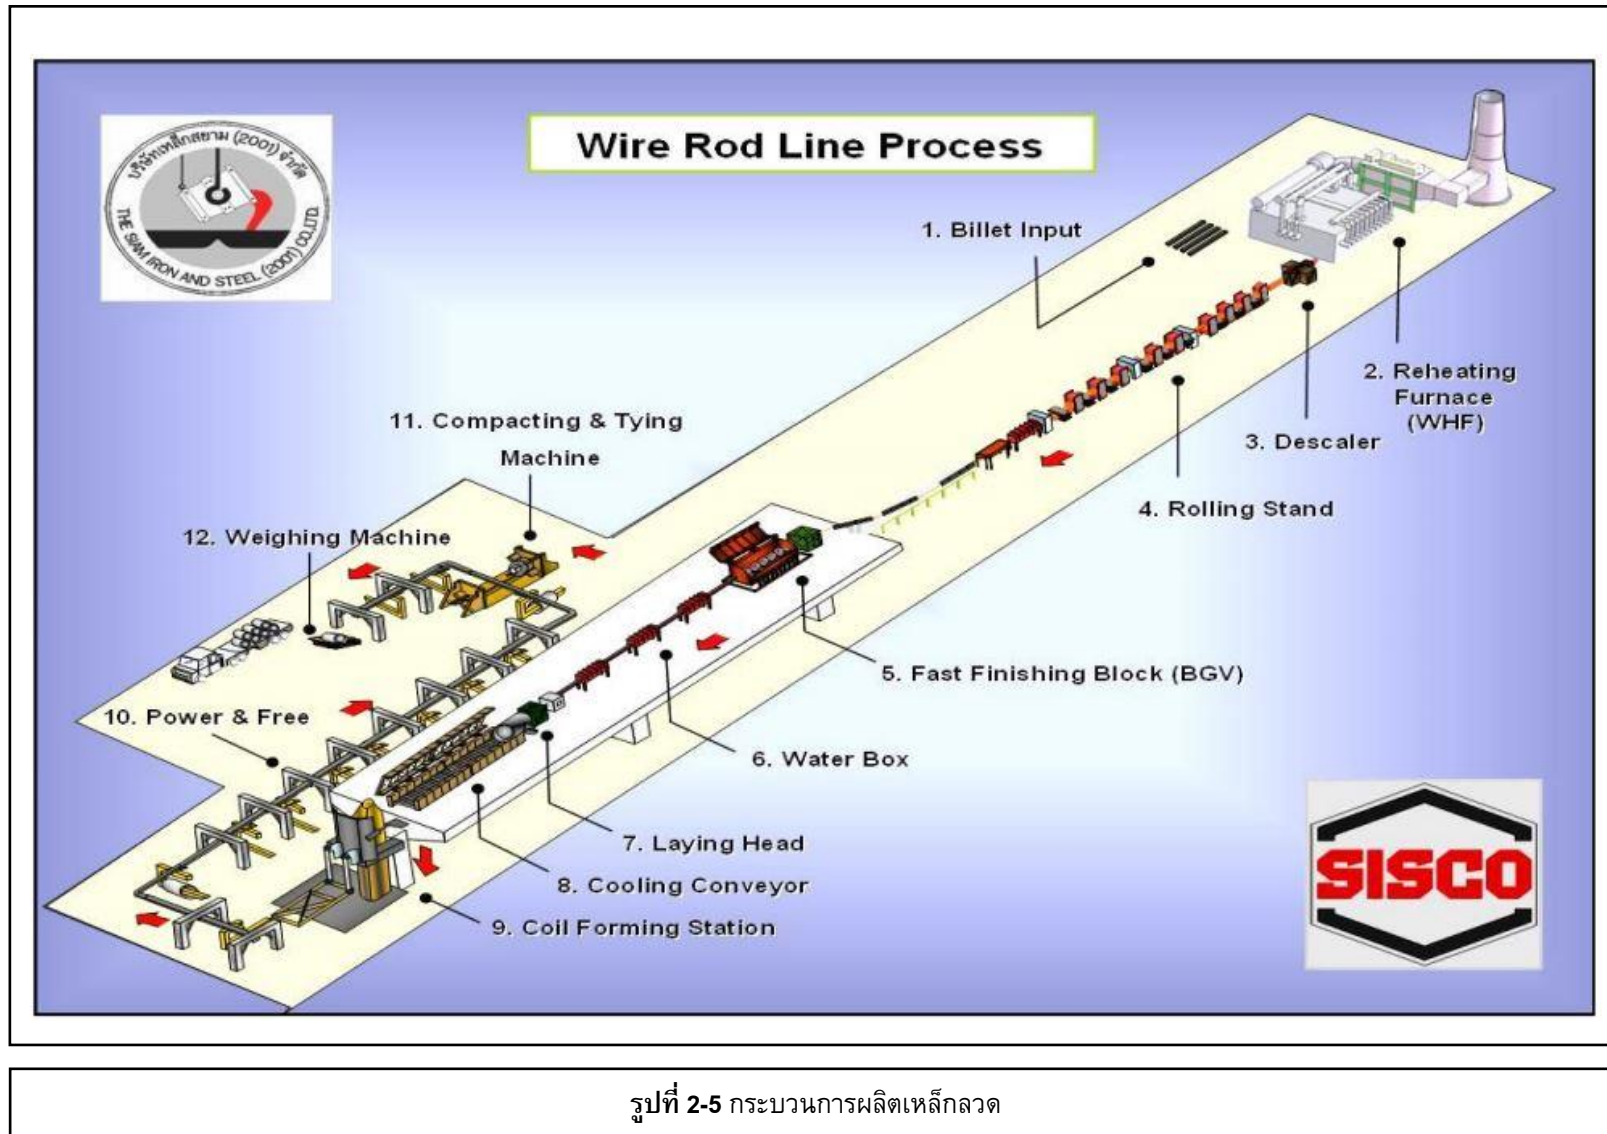 Wire Rod Line Process
บริษัทเหล็กสยาม (2001) จำกัด
THE SIAM IRON AND STEEL (2001) CO.,LTD.
1. Billet Input
2. Reheating
Furnace
(WHF)
3. Descaler
4. Rolling Stand
11. Compacting & Tying
Machine
12. Weighing Machine
5. Fast Finishing Block (BGV)
10. Power & Free
6. Water Box
7. Laying Head
8. Cooling Conveyor
9. Coil Forming Station
SISCO
รูปที่ 2-5 กระบวนการผลิตเหล็กลวด